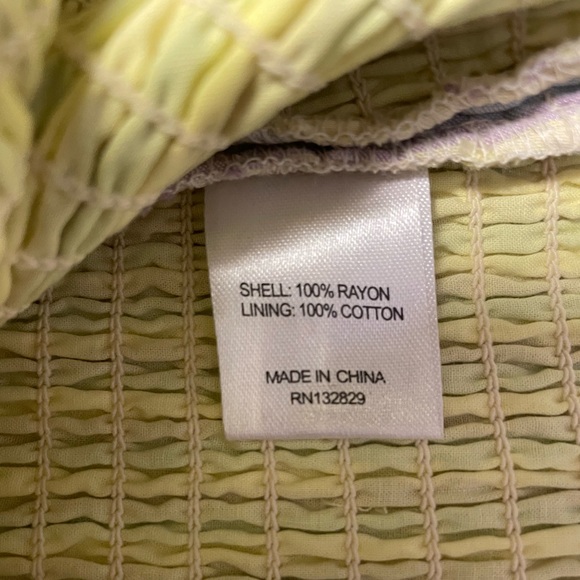 SHELL: 100% RAYON
LINING: 100% COTTON
MADE IN CHINA
RN132829